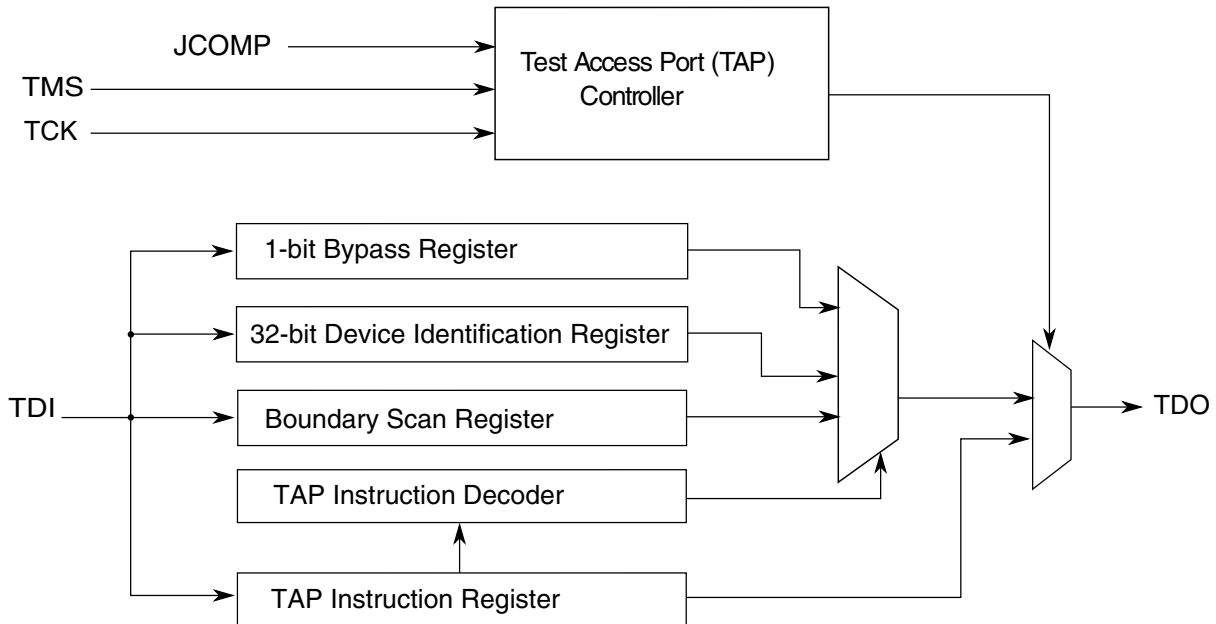 JCOMP
TMS
TCK
Test Access Port (TAP)
Controller
1-bit Bypass Register
32-bit Device Identification Register
TDI
Boundary Scan Register
TDO
TAP Instruction Decoder
TAP Instruction Register